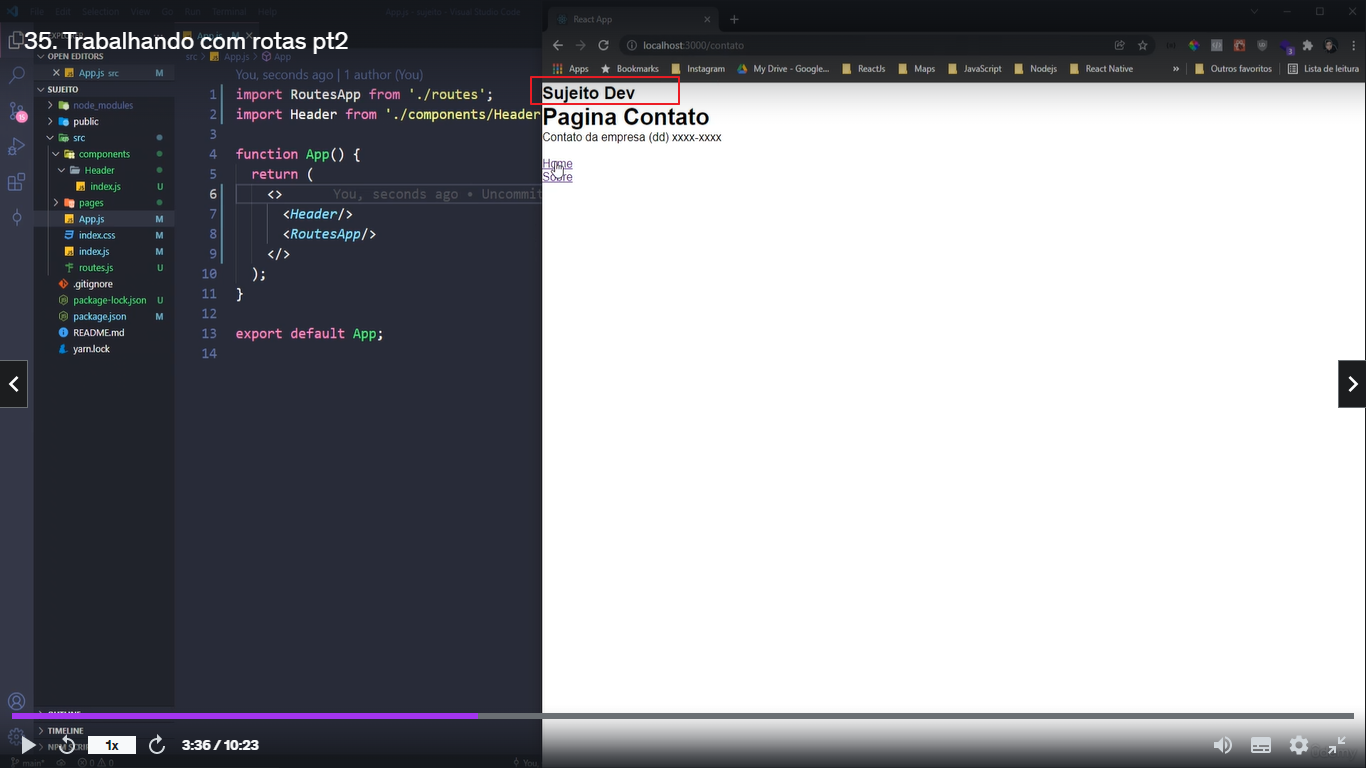 File Edit Selection View Go Run Terminal Help
App.js - sujeito - Visual Studio Code
35. Trabalhando com rotas pt2
OPEN EDITORS
App.js src M
SUJEITO
node_modules
public
src
components
Header
index.js U
pages
App.js M
index.css M
index.js M
routes.js U
.gitignore
package-lock.json U
package.json M
README.md
yarn.lock
TIMELINE
src > App.js > App
You, seconds ago | 1 author (You)
1 import RoutesApp from './routes';
2 import Header from './components/Header
3
4 function App() {
5 return (
6 <> You, seconds ago • Uncommit
7 <Header/>
8 <RoutesApp/>
9 </>
10 );
11 }
12
13 export default App;
14
React App
localhost:3000/contato
3
Apps Bookmarks Instagram My Drive - Google... ReactJs Maps JavaScript Nodejs React Native » Outros favoritos Lista de leitura
Sujeito Dev
Pagina Contato
Contato da empresa (dd) xxxx-xxxx
Home
Sobre
1x
3:36 / 10:23
main*
0 0
You,